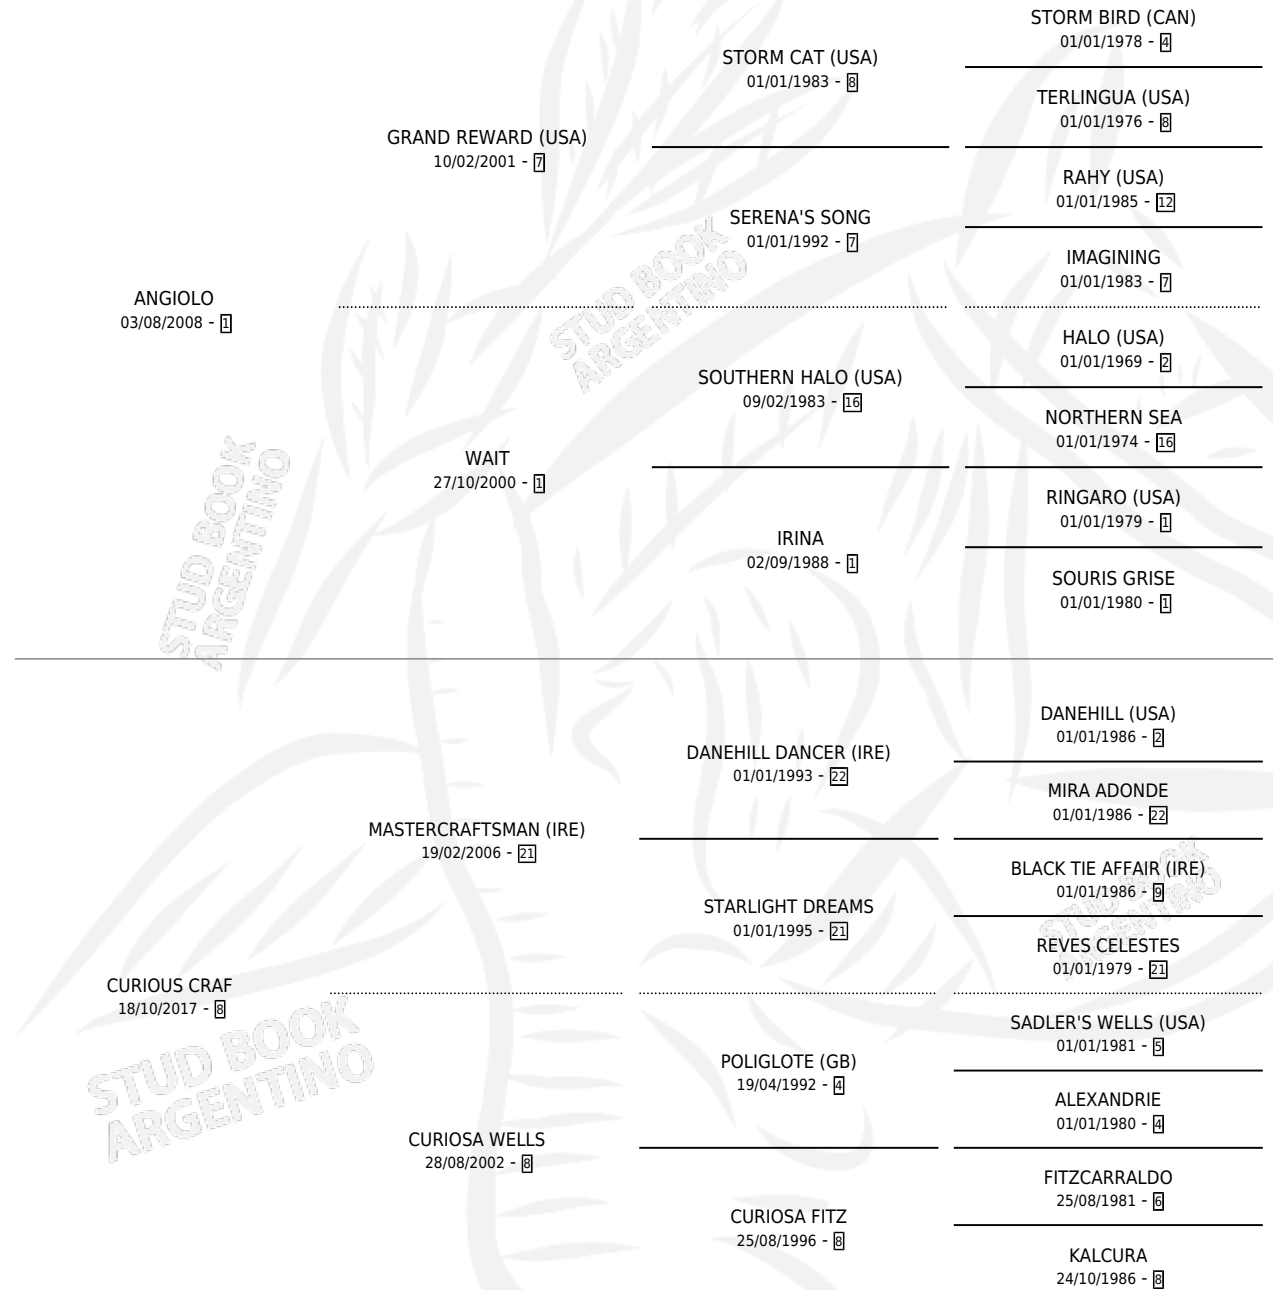 STORM BIRD (CAN)
01/01/1978 - 4
STORM CAT (USA)
01/01/1983 - 8
TERLINGUA (USA)
01/01/1976 - 8
GRAND REWARD (USA)
10/02/2001 - 7
RAHY (USA)
01/01/1985 - 12
SERENA'S SONG
01/01/1992 - 7
IMAGINING
01/01/1983 - 7
ANGIOLO
03/08/2008 - 1
HALO (USA)
01/01/1969 - 2
SOUTHERN HALO (USA)
09/02/1983 - 16
NORTHERN SEA
01/01/1974 - 16
WAIT
27/10/2000 - 1
RINGARO (USA)
01/01/1979 - 1
IRINA
02/09/1988 - 1
SOURIS GRISE
01/01/1980 - 1
STUD BOOK
ARGENTINO
STUD BOOK
ARGENTINO
DANEHILL (USA)
01/01/1986 - 2
DANEHILL DANCER (IRE)
01/01/1993 - 22
MIRA ADONDE
01/01/1986 - 22
MASTERCRAFTSMAN (IRE)
19/02/2006 - 21
BLACK TIE AFFAIR (IRE)
01/01/1986 - 9
STARLIGHT DREAMS
01/01/1995 - 21
REVES CELESTES
01/01/1979 - 21
STUD BOOK
ARGENTINO
CURIOUS CRAF
18/10/2017 - 8
SADLER'S WELLS (USA)
01/01/1981 - 5
POLIGLOTE (GB)
19/04/1992 - 4
ALEXANDRIE
01/01/1980 - 4
CURIOSA WELLS
28/08/2002 - 8
FITZCARRALDO
25/08/1981 - 6
CURIOSA FITZ
25/08/1996 - 8
KALCURA
24/10/1986 - 8
STUD BOOK
ARGENTINO